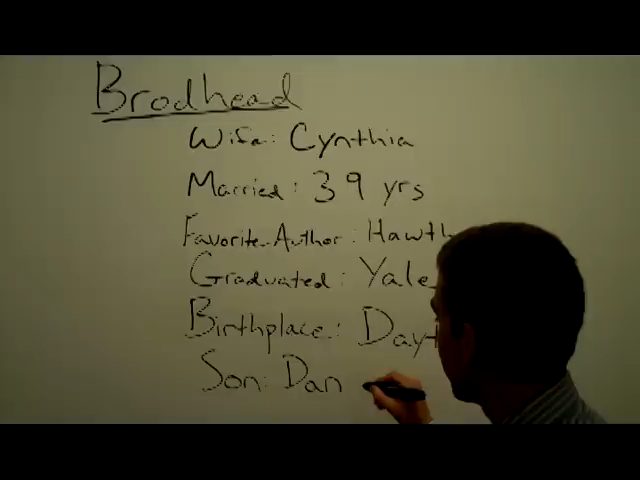 Brodhead
Wife: Cynthia
Married: 39 yrs
Favorite Author: Hawth
Graduated: Yale
Birthplace: Dayt
Son: Dan